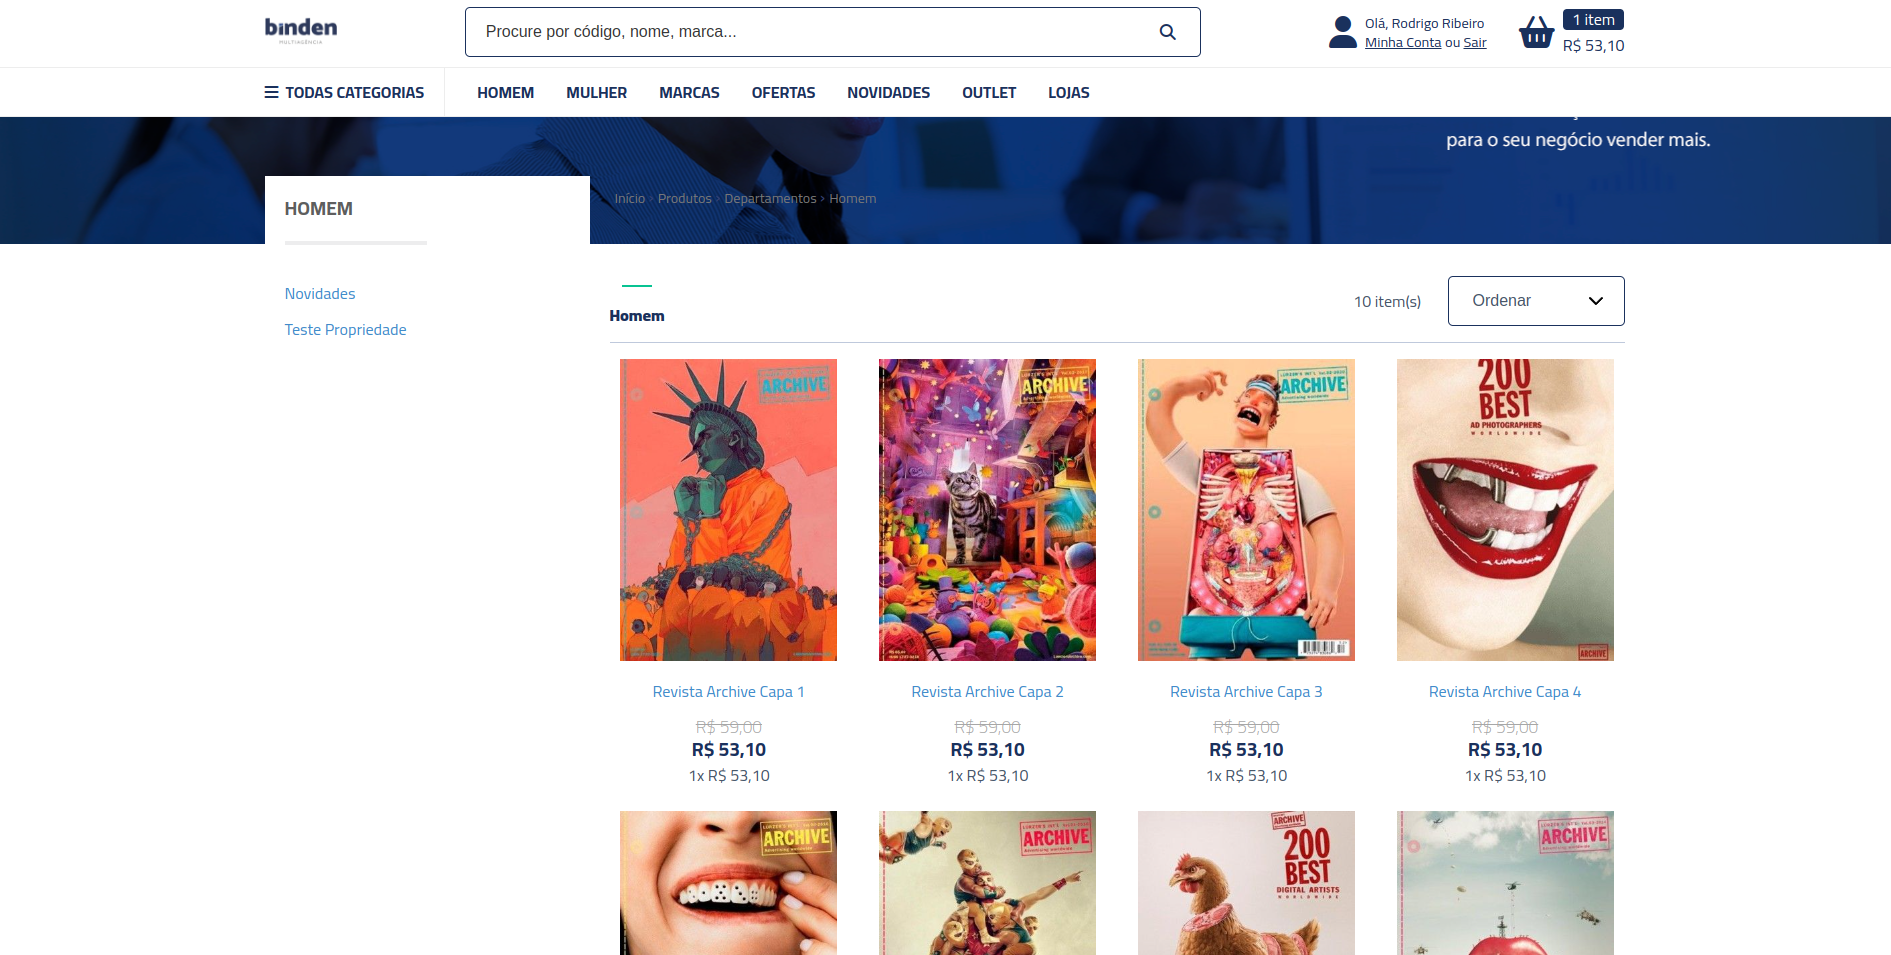 binden
MULTIAGÊNCIA
Procure por código, nome, marca...
Olá, Rodrigo Ribeiro
Minha Conta ou Sair
1 item
R$ 53,10
TODAS CATEGORIAS
HOMEM
MULHER
MARCAS
OFERTAS
NOVIDADES
OUTLET
LOJAS
para o seu negócio vender mais.
HOMEM
Início › Produtos › Departamentos › Homem
Novidades
Teste Propriedade
Homem
10 item(s)
Ordenar
ARCHIVE
ARCHIVE
ARCHIVE
200
BEST
AD PHOTOGRAPHERS
WORLDWIDE
ARCHIVE
Revista Archive Capa 1
Revista Archive Capa 2
Revista Archive Capa 3
Revista Archive Capa 4
R$ 59,00
R$ 59,00
R$ 59,00
R$ 59,00
R$ 53,10
R$ 53,10
R$ 53,10
R$ 53,10
1x R$ 53,10
1x R$ 53,10
1x R$ 53,10
1x R$ 53,10
ARCHIVE
ARCHIVE
ARCHIVE
200
BEST
DIGITAL ARTISTS
WORLDWIDE
ARCHIVE